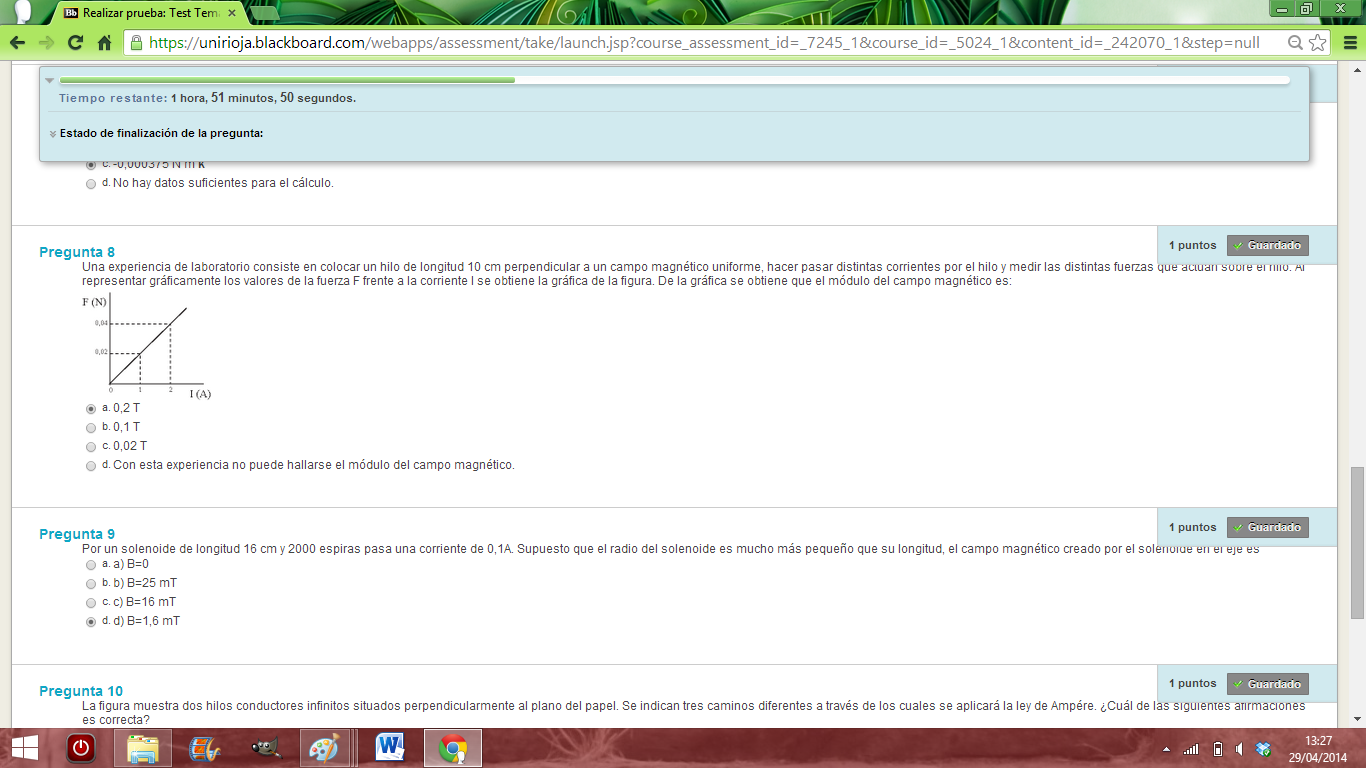 Realizar prueba: Test Tem
https://unirioja.blackboard.com/webapps/assessment/take/launch.jsp?course_assessment_id=_7245_1&course_id=_5024_1&content_id=_242070_1&step=null
Tiempo restante: 1 hora, 51 minutos, 50 segundos.
Estado de finalización de la pregunta:
c. -0,000375 N m k
d. No hay datos suficientes para el cálculo.
1 puntos Guardado
Pregunta 8
Una experiencia de laboratorio consiste en colocar un hilo de longitud 10 cm perpendicular a un campo magnético uniforme, hacer pasar distintas corrientes por el hilo y medir las distintas fuerzas que actúan sobre el hilo. Al
representar gráficamente los valores de la fuerza F frente a la corriente I se obtiene la gráfica de la figura. De la gráfica se obtiene que el módulo del campo magnético es:
F (N)
0,04
0,02
0 1 2
I (A)
a. 0,2 T
b. 0,1 T
c. 0,02 T
d. Con esta experiencia no puede hallarse el módulo del campo magnético.
1 puntos Guardado
Pregunta 9
Por un solenoide de longitud 16 cm y 2000 espiras pasa una corriente de 0,1A. Supuesto que el radio del solenoide es mucho más pequeño que su longitud, el campo magnético creado por el solenoide en el eje es
a. a) B=0
b. b) B=25 mT
c. c) B=16 mT
d. d) B=1,6 mT
1 puntos Guardado
Pregunta 10
La figura muestra dos hilos conductores infinitos situados perpendicularmente al plano del papel. Se indican tres caminos diferentes a través de los cuales se aplicará la ley de Ampére. ¿Cuál de las siguientes afirmaciones
es correcta?
13:27
29/04/2014